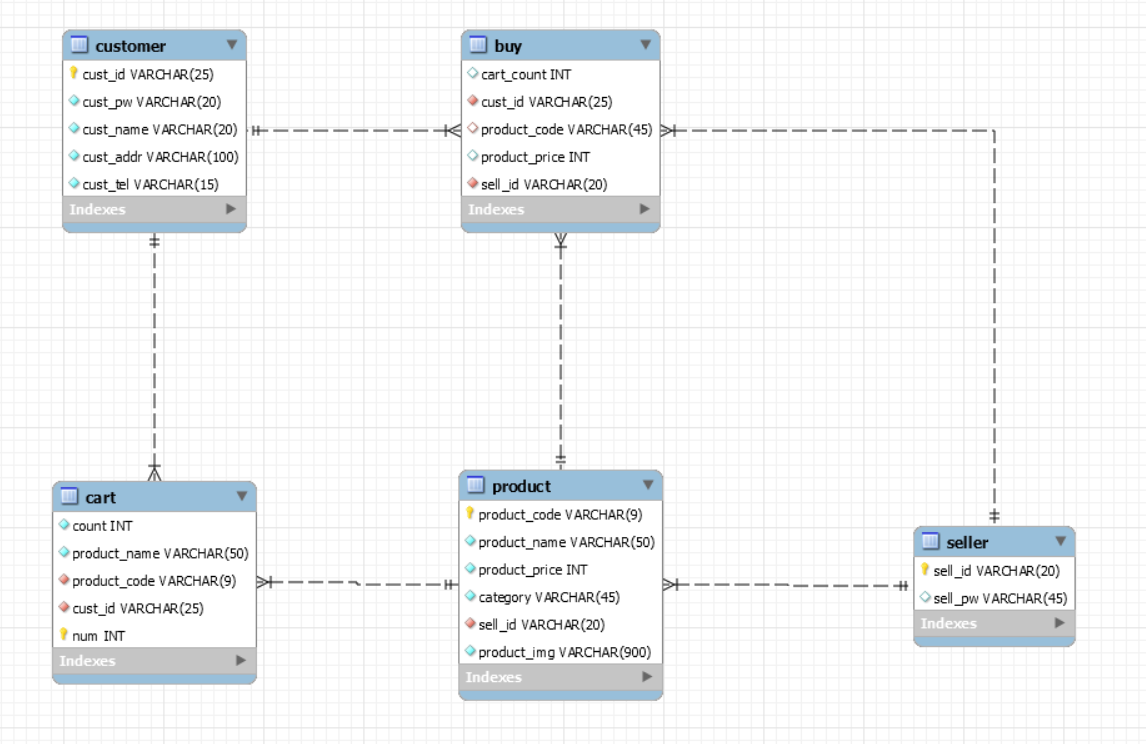 customer
cust_id VARCHAR(25)
cust_pw VARCHAR(20)
cust_name VARCHAR(20)
cust_addr VARCHAR(100)
cust_tel VARCHAR(15)
Indexes
buy
cart_count INT
cust_id VARCHAR(25)
product_code VARCHAR(45)
product_price INT
sell_id VARCHAR(20)
Indexes
cart
count INT
product_name VARCHAR(50)
product_code VARCHAR(9)
cust_id VARCHAR(25)
num INT
Indexes
product
product_code VARCHAR(9)
product_name VARCHAR(50)
product_price INT
category VARCHAR(45)
sell_id VARCHAR(20)
product_img VARCHAR(900)
Indexes
seller
sell_id VARCHAR(20)
sell_pw VARCHAR(45)
Indexes